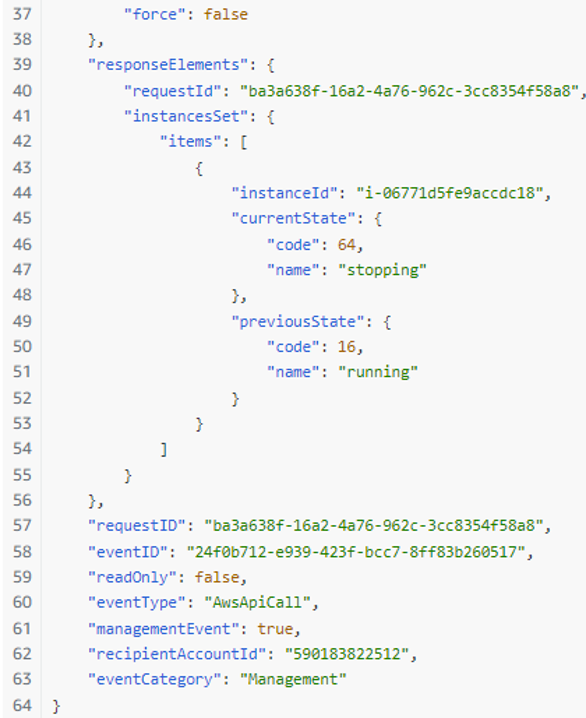 37 "force": false
38 },
39 "responseElements": {
40 "requestId": "ba3a638f-16a2-4a76-962c-3cc8354f58a8",
41 "instancesSet": {
42 "items": [
43 {
44 "instanceId": "i-06771d5fe9accdc18",
45 "currentState": {
46 "code": 64,
47 "name": "stopping"
48 },
49 "previousState": {
50 "code": 16,
51 "name": "running"
52 }
53 }
54 ]
55 }
56 },
57 "requestID": "ba3a638f-16a2-4a76-962c-3cc8354f58a8",
58 "eventID": "24f0b712-e939-423f-bcc7-8ff83b260517",
59 "readOnly": false,
60 "eventType": "AwsApiCall",
61 "managementEvent": true,
62 "recipientAccountId": "590183822512",
63 "eventCategory": "Management"
64 }